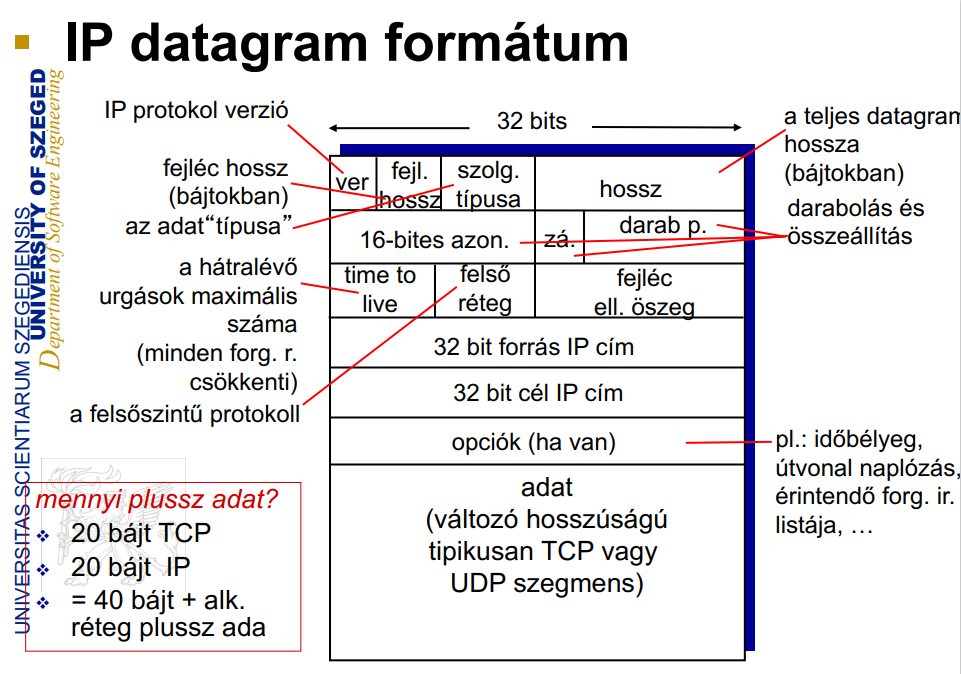 IP datagram formátum
UNIVERSITAS SCIENTIARUM SZEGEDIENSIS
UNIVERSITY OF SZEGED
Department of Software Engineering
IP protokol verzió
fejléc hossz
(bájtokban)
az adat“típusa”
a hátralévő
urgások maximális
száma
(minden forg. r.
csökkenti)
a felsőszintű protokoll
32 bits
ver
fejl.
hossz
szolg.
típusa
hossz
16-bites azon.
zá.
darab p.
time to
live
felső
réteg
fejléc
ell. öszeg
32 bit forrás IP cím
32 bit cél IP cím
opciók (ha van)
adat
(változó hosszúságú
tipikusan TCP vagy
UDP szegmens)
a teljes datagram
hossza
(bájtokban)
darabolás és
összeállítás
pl.: időbélyeg,
útvonal naplózás,
érintendő forg. ir.
listája, …
mennyi plussz adat?
20 bájt TCP
20 bájt IP
= 40 bájt + alk.
réteg plussz ada